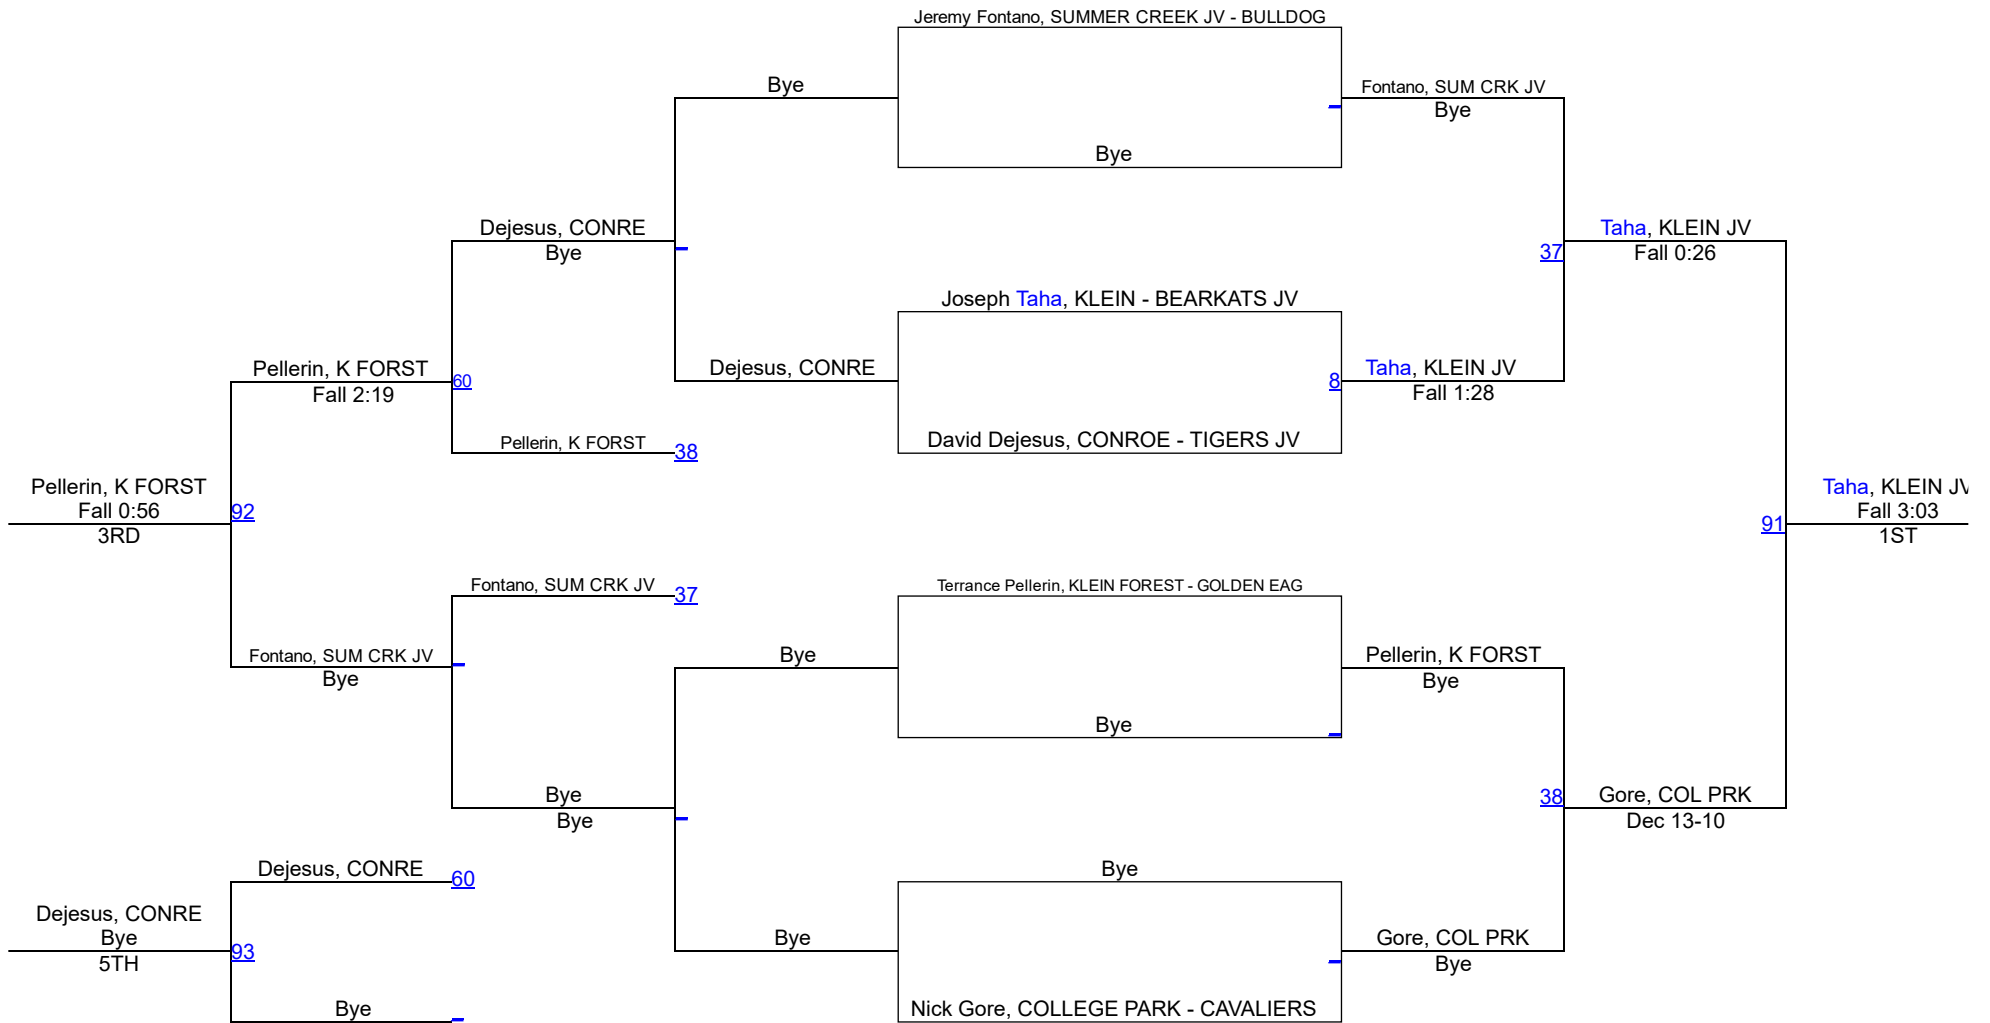 Jeremy Fontano, SUMMER CREEK JV - BULLDOG
Bye
Fontano, SUM CRK JV
Bye
Bye
Dejesus, CONRE
Bye
Taha, KLEIN JV
37
Fall 0:26
Joseph Taha, KLEIN - BEARKATS JV
Pellerin, K FORST
60
Fall 2:19
Dejesus, CONRE
8
Taha, KLEIN JV
Fall 1:28
Pellerin, K FORST
38
David Dejesus, CONROE - TIGERS JV
Pellerin, K FORST
Fall 0:56
92
3RD
Taha, KLEIN JV
Fall 3:03
91
1ST
Fontano, SUM CRK JV
37
Terrance Pellerin, KLEIN FOREST - GOLDEN EAG
Fontano, SUM CRK JV
Bye
Bye
Pellerin, K FORST
Bye
Bye
Bye
Bye
38
Gore, COL PRK
Dec 13-10
Dejesus, CONRE
60
Bye
Dejesus, CONRE
Bye
93
5TH
Bye
Gore, COL PRK
Bye
Bye
Nick Gore, COLLEGE PARK - CAVALIERS